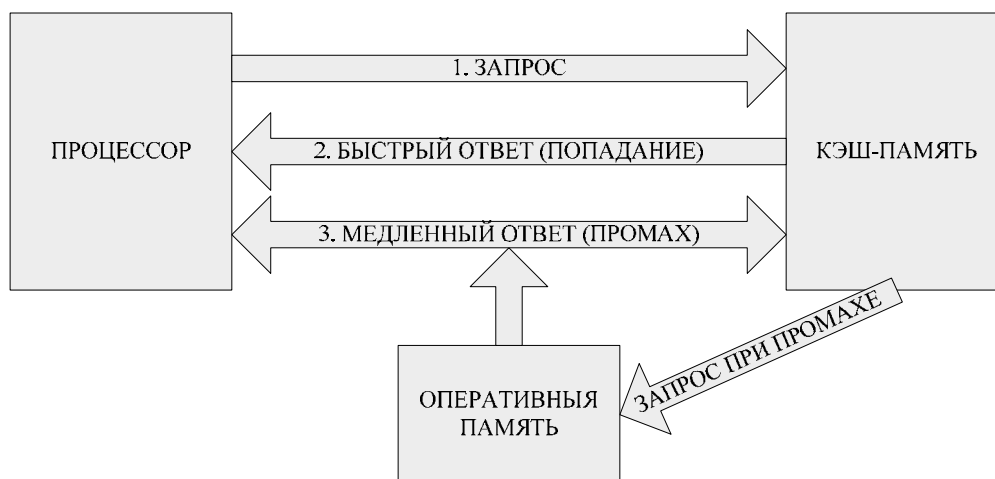 1. ЗАПРОС
ПРОЦЕССОР
2. БЫСТРЫЙ ОТВЕТ (ПОПАДАНИЕ)
КЭШ-ПАМЯТЬ
3. МЕДЛЕННЫЙ ОТВЕТ (ПРОМАХ)
ЗАПРОС ПРИ ПРОМАХЕ
ОПЕРАТИВНЫЯ
ПАМЯТЬ